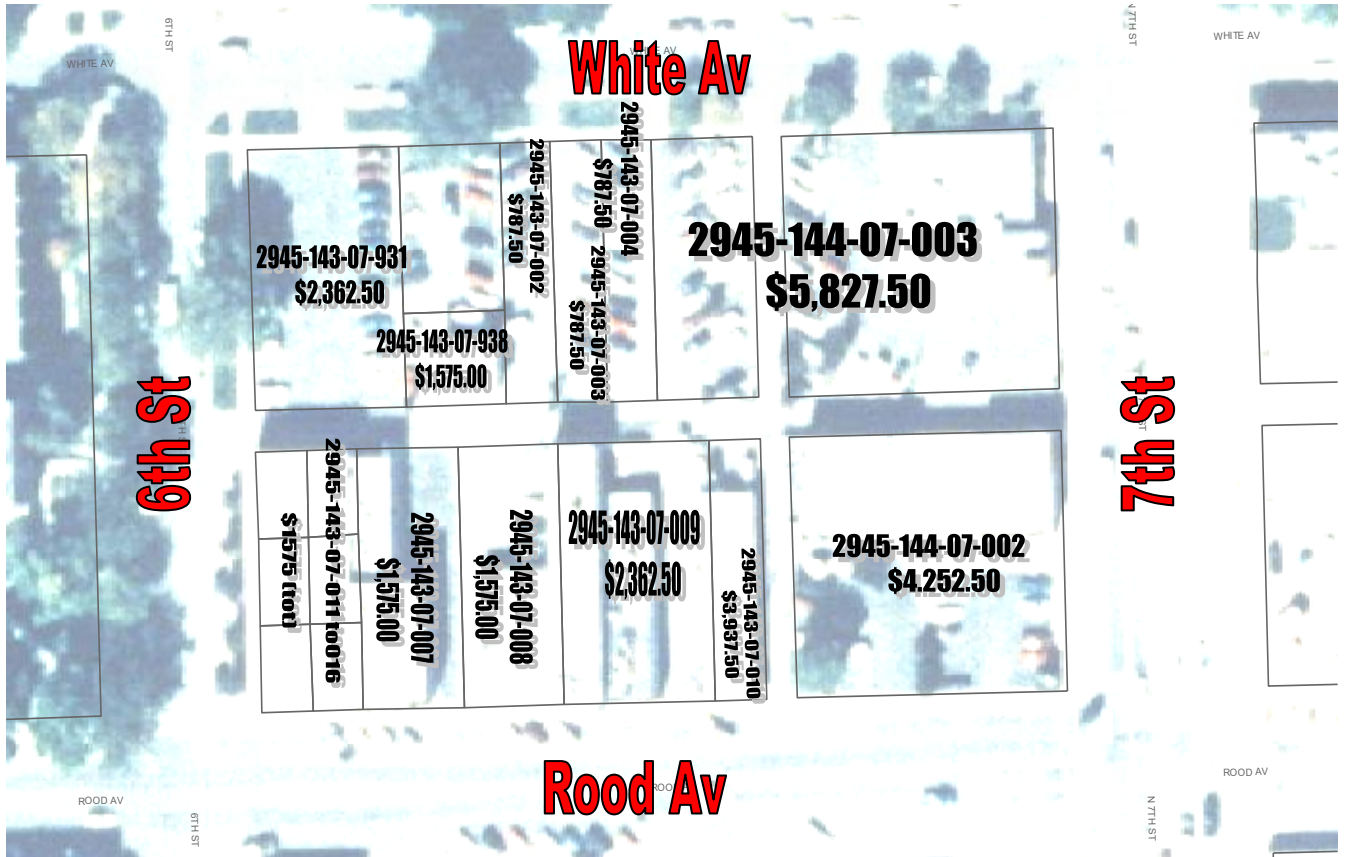 6TH ST
WHITE AV
White Av
WHITE AV
N 7TH ST
WHITE AV
2945-143-07-931
$2,362.50
2945-143-07-938
$1,575.00
2945-143-07-002
$787.50
2945-143-07-004
$787.50
2945-143-07-003
$787.50
2945-144-07-003
$5,827.50
6th St
7th St
2945-143-07-011 to 016
$1575 (tot)
2945-143-07-007
$1,575.00
2945-143-07-008
$1,575.00
2945-143-07-009
$2,362.50
2945-143-07-010
$3,937.50
2945-144-07-002
$4.252.50
Rood Av
ROOD AV
ROOD AV
6TH ST
N 7TH ST